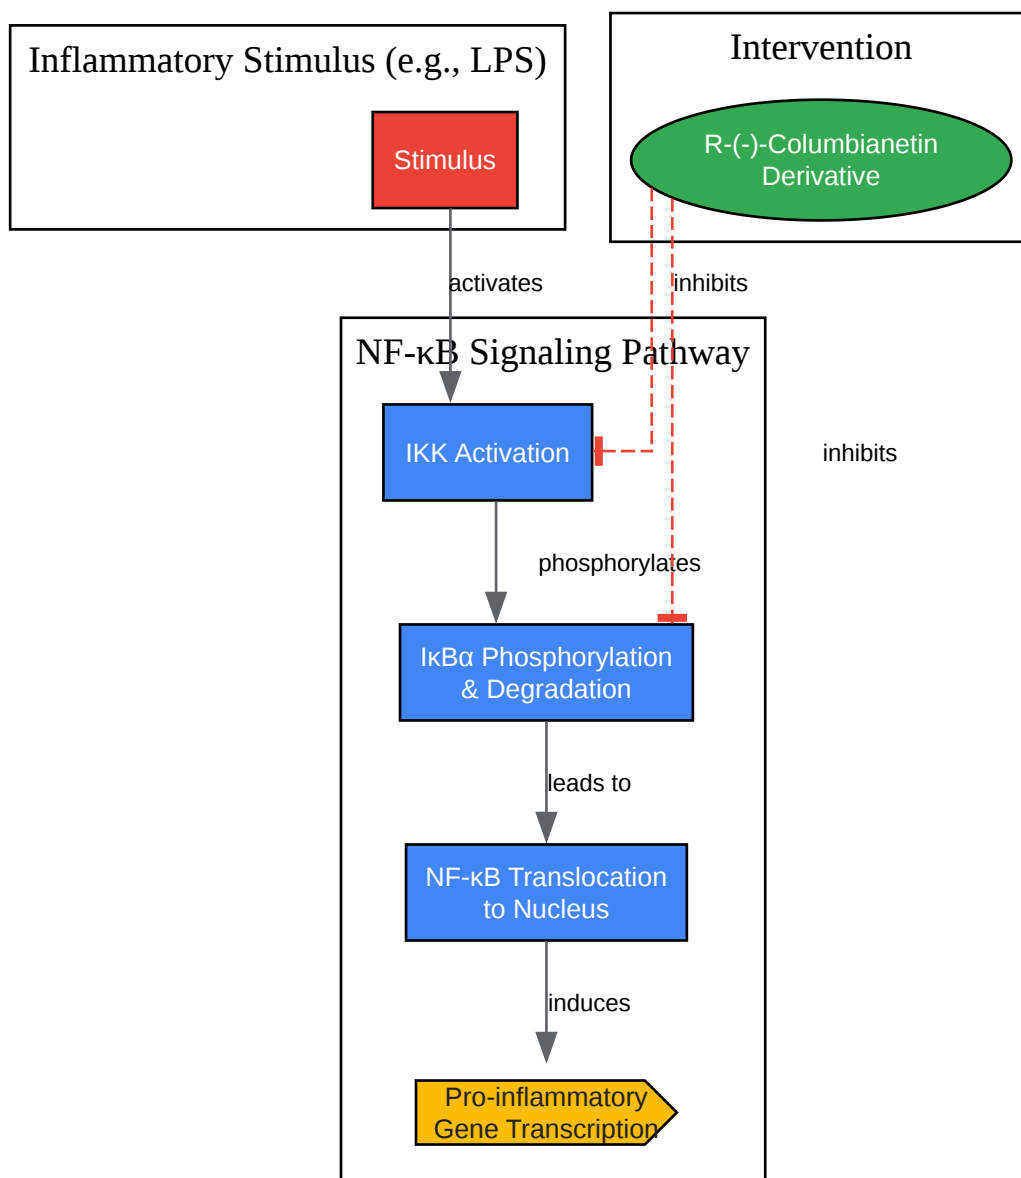 Inflammatory Stimulus (e.g., LPS)
Stimulus
Intervention
R-(-)-Columbianetin
Derivative
activates
inhibits
NF-κB Signaling Pathway
IKK Activation
inhibits
phosphorylates
IκBα Phosphorylation
& Degradation
leads to
NF-κB Translocation
to Nucleus
induces
Pro-inflammatory
Gene Transcription